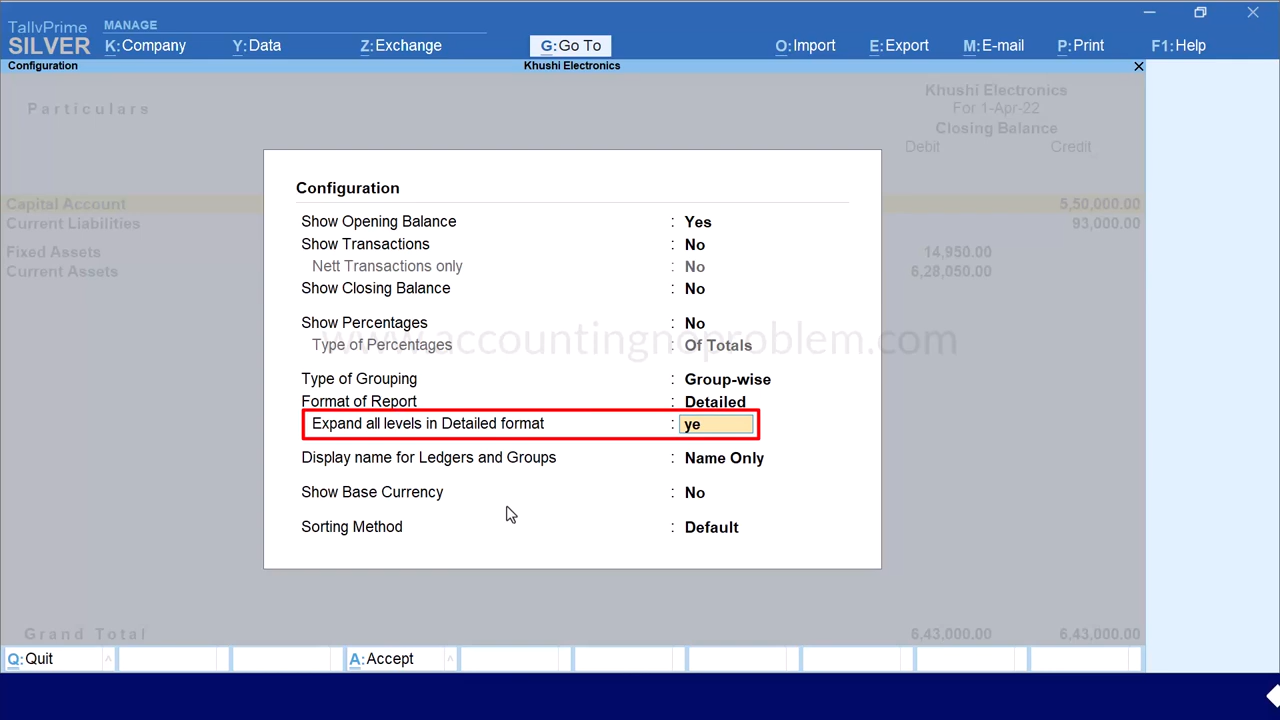 TallyPrime MANAGE
SILVER K:Company Y:Data Z:Exchange G:Go To O:Import E:Export M:E-mail P:Print F1:Help
Configuration Khushi Electronics
Khushi Electronics
Particulars For 1-Apr-22
Closing Balance
Debit Credit
Capital Account 5,50,000.00
Current Liabilities 93,000.00
Fixed Assets 14,950.00
Current Assets 6,28,050.00
Configuration
Show Opening Balance : Yes
Show Transactions : No
Nett Transactions only : No
Show Closing Balance : No
Show Percentages : No
www.accountingnoproblem.com
Type of Percentages : Of Totals
Type of Grouping : Group-wise
Format of Report : Detailed
Expand all levels in Detailed format : ye
Display name for Ledgers and Groups : Name Only
Show Base Currency : No
Sorting Method : Default
Grand Total 6,43,000.00 6,43,000.00
Q:Quit A:Accept